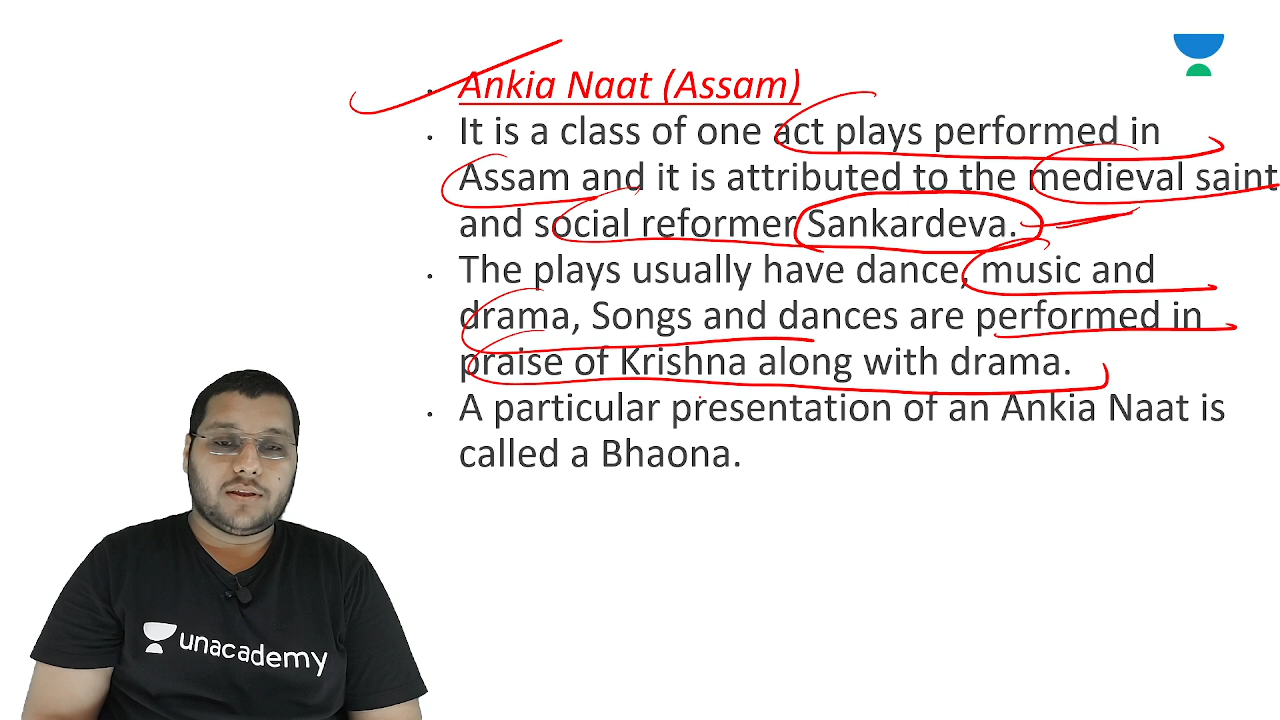 Ankia Naat (Assam)
• It is a class of one act plays performed in
Assam and it is attributed to the medieval saint
and social reformer Sankardeva.
• The plays usually have dance, music and
drama, Songs and dances are performed in
praise of Krishna along with drama.
• A particular presentation of an Ankia Naat is
called a Bhaona.
unacademy